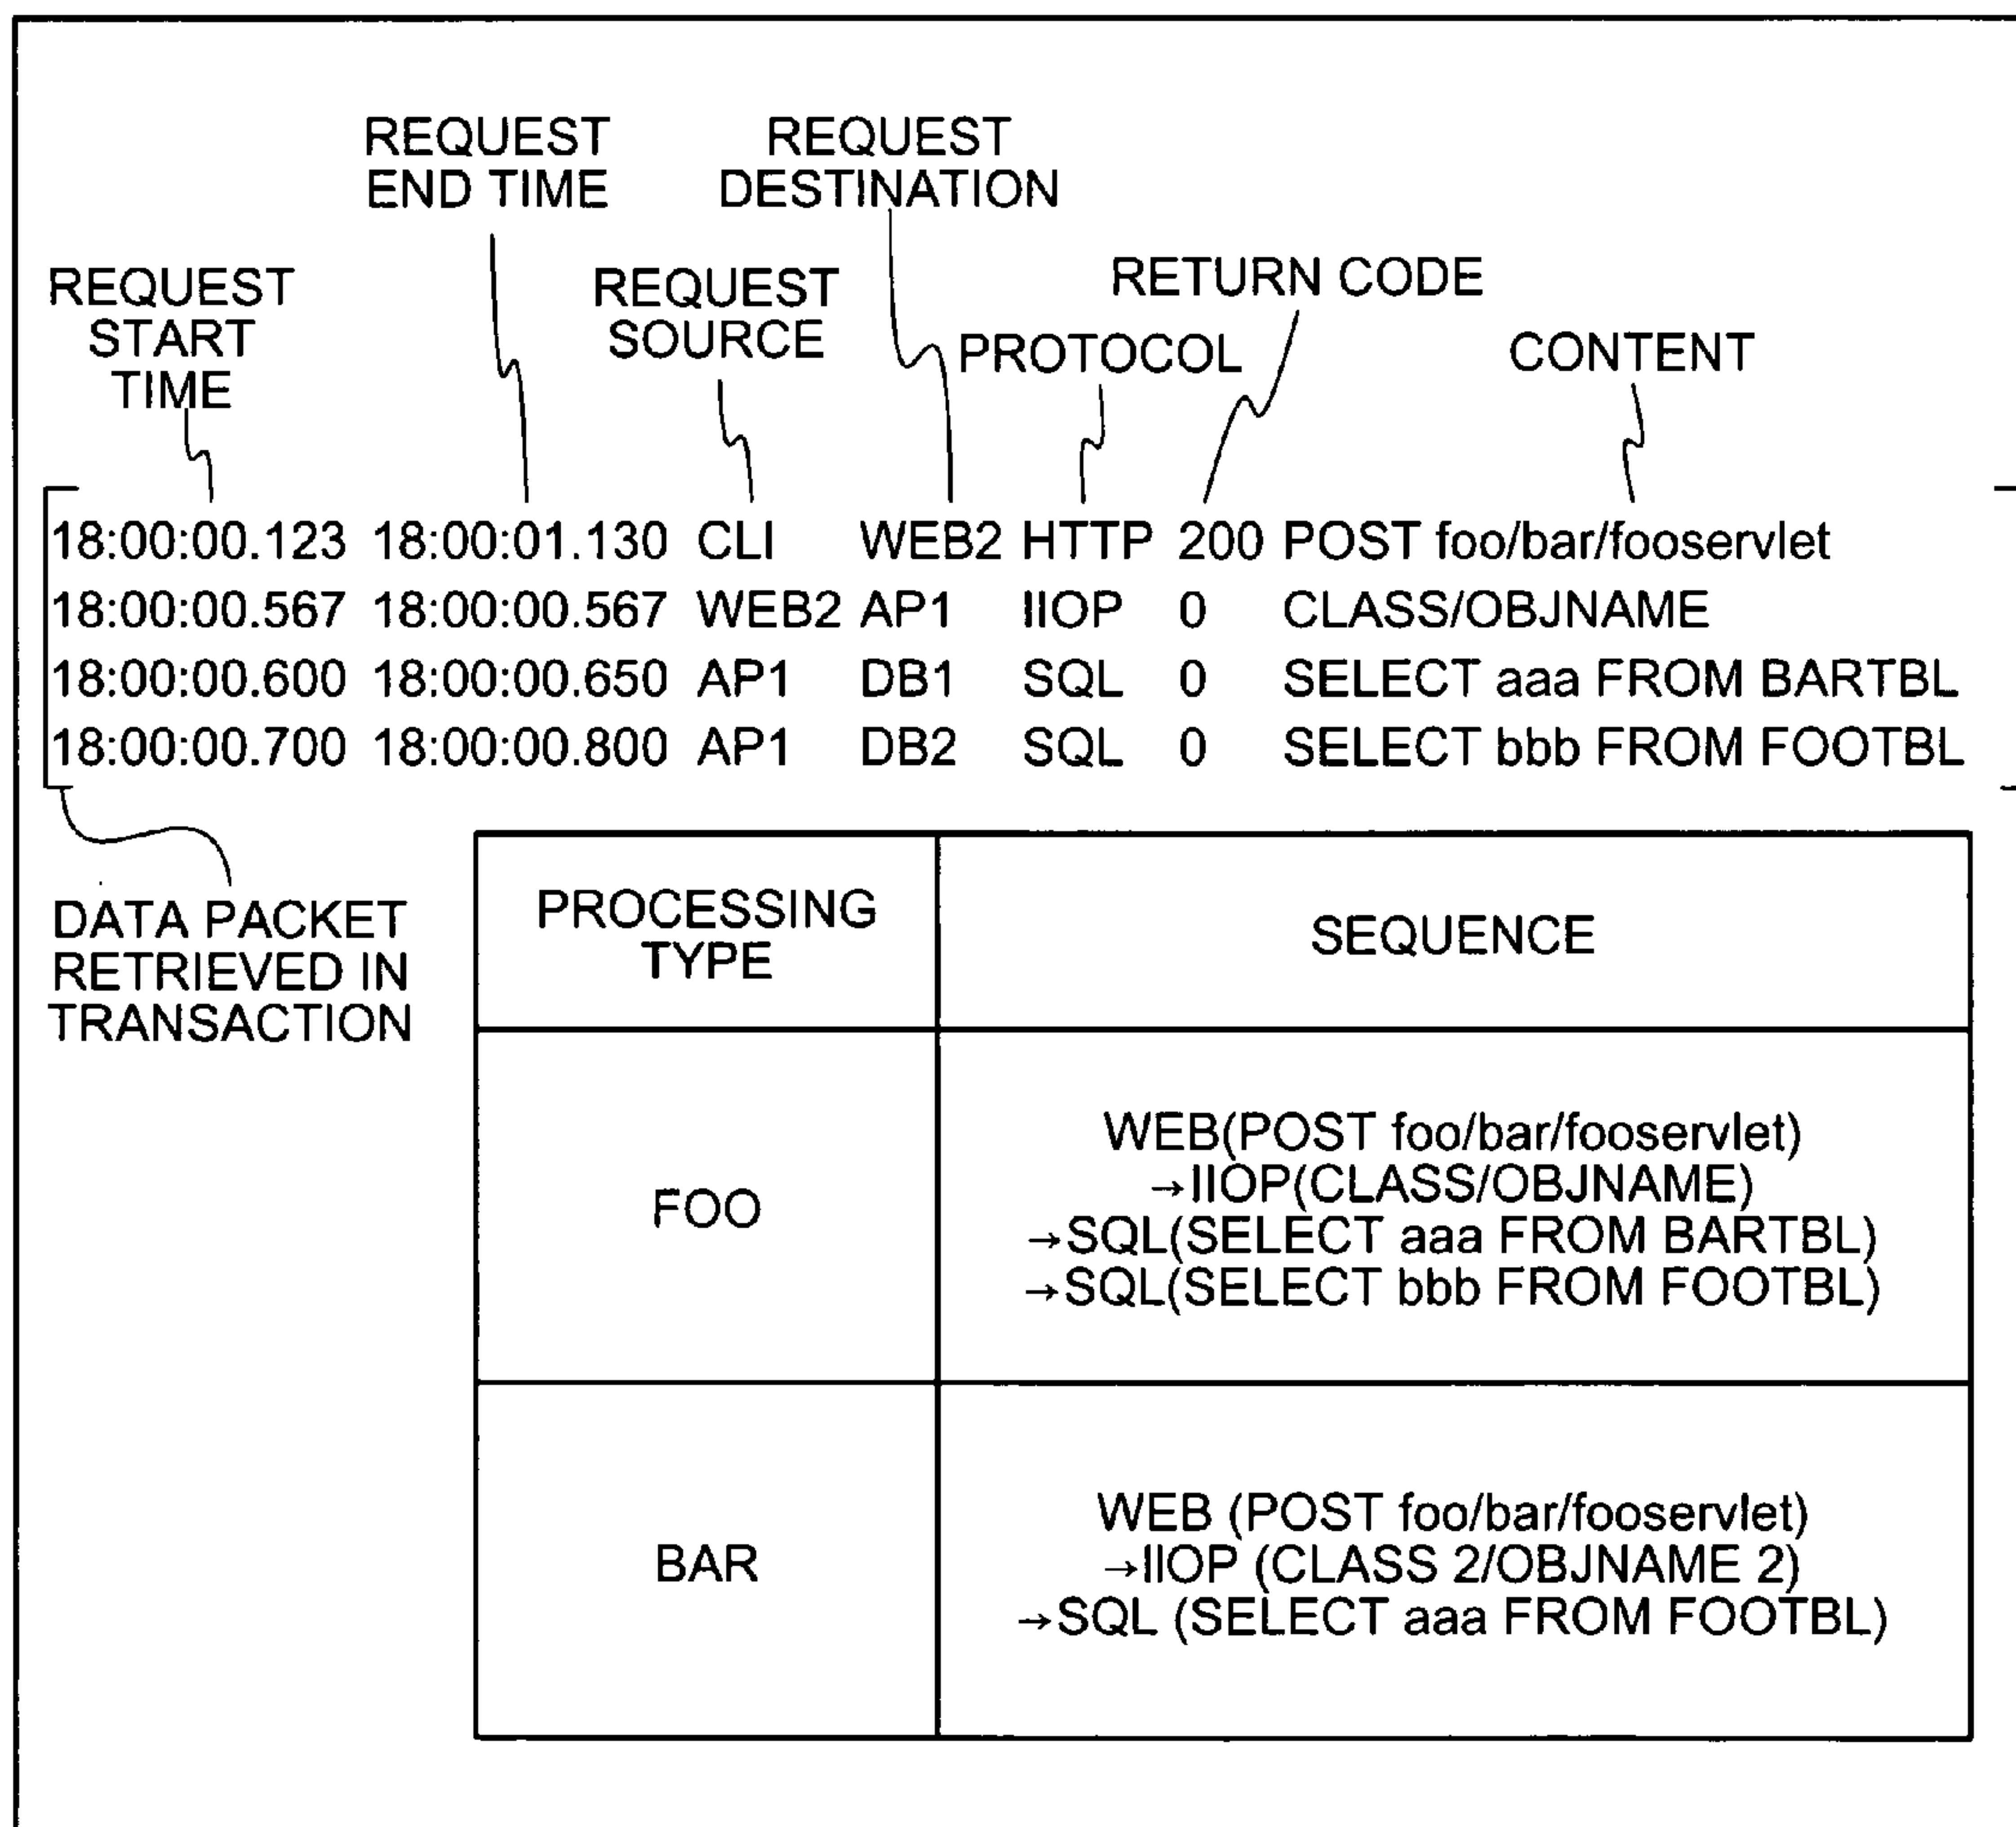 REQUEST
END TIME
REQUEST
DESTINATION
REQUEST
START
TIME
REQUEST
SOURCE
RETURN CODE
PROTOCOL
CONTENT
18:00:00.123 18:00:01.130 CLI WEB2 HTTP 200 POST foo/bar/fooservlet
18:00:00.567 18:00:00.567 WEB2 AP1 IIOP 0 CLASS/OBJNAME
18:00:00.600 18:00:00.650 AP1 DB1 SQL 0 SELECT aaa FROM BARTBL
18:00:00.700 18:00:00.800 AP1 DB2 SQL 0 SELECT bbb FROM FOOTBL
DATA PACKET
RETRIEVED IN
TRANSACTION
PROCESSING
TYPE
SEQUENCE
FOO
WEB(POST foo/bar/fooservlet)
→IIOP(CLASS/OBJNAME)
→SQL(SELECT aaa FROM BARTBL)
→SQL(SELECT bbb FROM FOOTBL)
BAR
WEB (POST foo/bar/fooservlet)
→IIOP (CLASS 2/OBJNAME 2)
→SQL (SELECT aaa FROM FOOTBL)